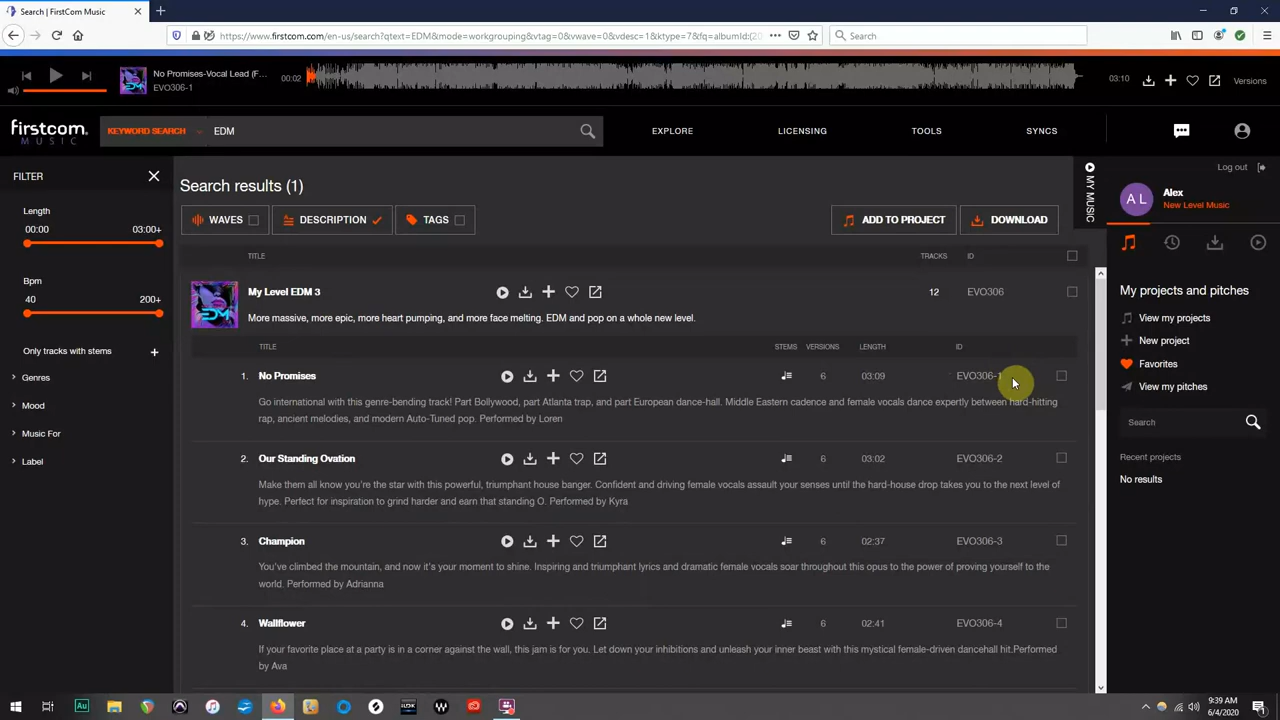 Search | FirstCom Music
https://www.firstcom.com/en-us/search?qtext=EDM&mode=workgrouping&vtag=0&vwave=0&vdesc=1&ktype=7&fq=albumId:(20
Search
No Promises-Vocal Lead (F...
EVO306-1
00:02
03:10
Versions
firstcom.
MUSIC
KEYWORD SEARCH
EDM
EXPLORE
LICENSING
TOOLS
SYNCS
FILTER
Length
00:00
03:00+
Bpm
40
200+
Only tracks with stems
Genres
Mood
Music For
Label
Search results (1)
WAVES
DESCRIPTION
TAGS
ADD TO PROJECT
DOWNLOAD
TITLE
TRACKS
ID
EDM
My Level EDM 3
12
EVO306
More massive, more epic, more heart pumping, and more face melting. EDM and pop on a whole new level.
TITLE
STEMS
VERSIONS
LENGTH
ID
1. No Promises
6
03:09
EVO306-1
Go international with this genre-bending track! Part Bollywood, part Atlanta trap, and part European dance-hall. Middle Eastern cadence and female vocals dance expertly between hard-hitting
rap, ancient melodies, and modern Auto-Tuned pop. Performed by Loren
2. Our Standing Ovation
6
03:02
EVO306-2
Make them all know you're the star with this powerful, triumphant house banger. Confident and driving female vocals assault your senses until the hard-house drop takes you to the next level of
hype. Perfect for inspiration to grind harder and earn that standing O. Performed by Kyra
3. Champion
6
02:37
EVO306-3
You've climbed the mountain, and now it's your moment to shine. Inspiring and triumphant lyrics and dramatic female vocals soar throughout this opus to the power of proving yourself to the
world. Performed by Adrianna
4. Wallflower
6
02:41
EVO306-4
If your favorite place at a party is in a corner against the wall, this jam is for you. Let down your inhibitions and unleash your inner beast with this mystical female-driven dancehall hit.Performed
by Ava
MY MUSIC
Log out
A L
Alex
New Level Music
My projects and pitches
View my projects
New project
Favorites
View my pitches
Search
Recent projects
No results
Au
9:39 AM
6/4/2020